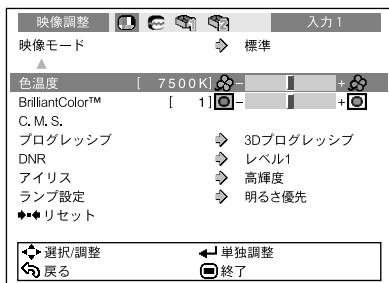 映像調整 入力1
映像モード 標準
色温度 [ 7500K] - +
BrilliantColor™ [ 1] - +
C. M. S.
プログレッシブ 3Dプログレッシブ
DNR レベル1
アイリス 高輝度
ランプ設定 明るさ優先
リセット
選択/調整 単独調整
戻る 終了